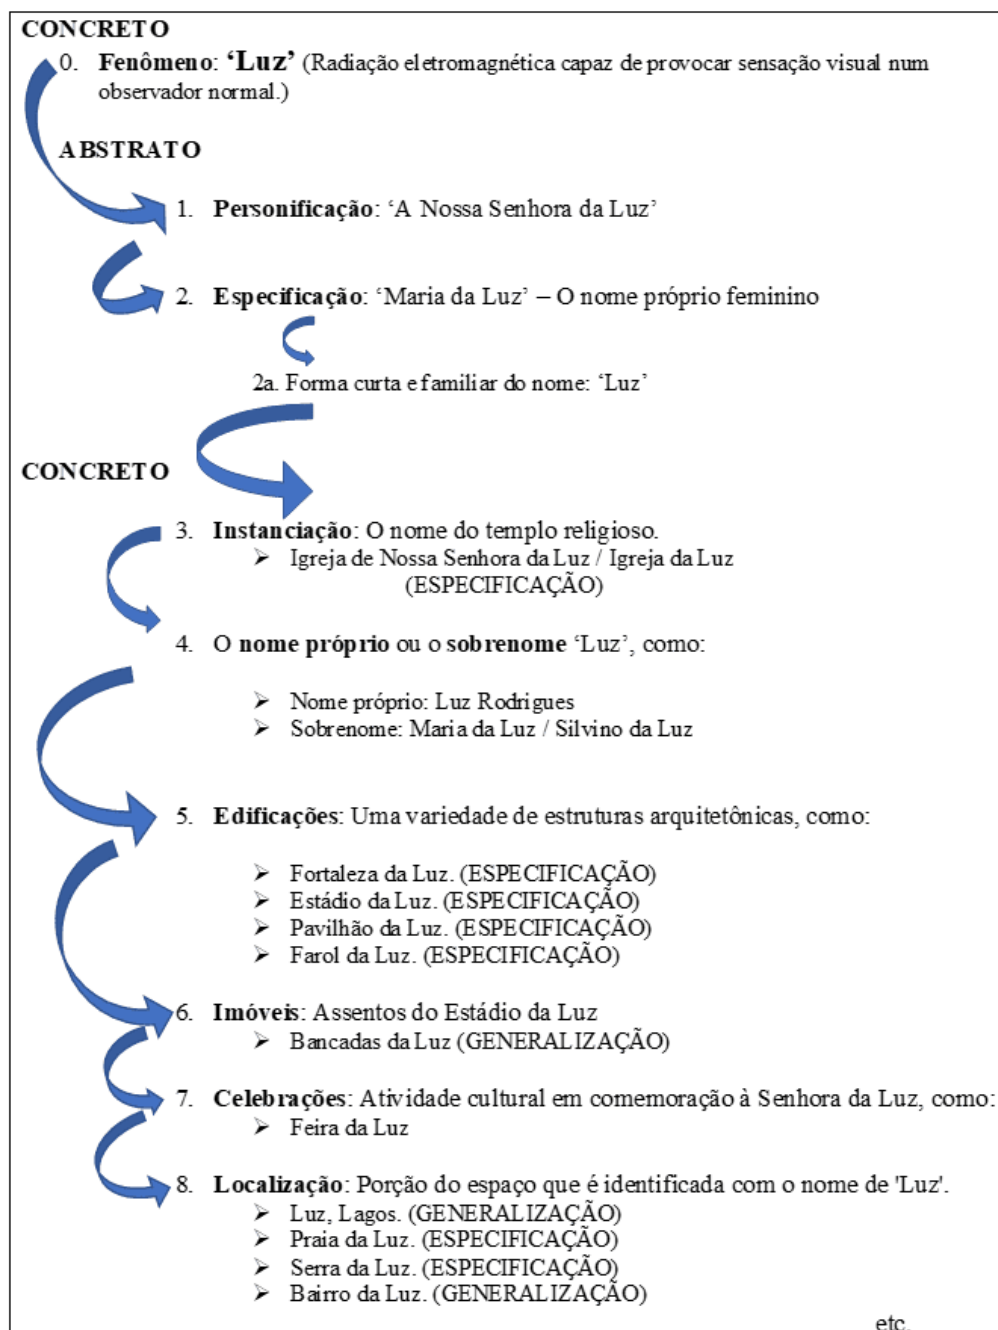 CONCRETO
0. Fenômeno: ‘Luz’ (Radiação eletromagnética capaz de provocar sensação visual num
observador normal.)
ABSTRATO
1. Personificação: ‘A Nossa Senhora da Luz’
2. Especificação: ‘Maria da Luz’ – O nome próprio feminino
2a. Forma curta e familiar do nome: ‘Luz’
CONCRETO
3. Instanciação: O nome do templo religioso.
➢ Igreja de Nossa Senhora da Luz / Igreja da Luz
(ESPECIFICAÇÃO)
4. O nome próprio ou o sobrenome ‘Luz’, como:
➢ Nome próprio: Luz Rodrigues
➢ Sobrenome: Maria da Luz / Silvino da Luz
5. Edificações: Uma variedade de estruturas arquitetônicas, como:
➢ Fortaleza da Luz. (ESPECIFICAÇÃO)
➢ Estádio da Luz. (ESPECIFICAÇÃO)
➢ Pavilhão da Luz. (ESPECIFICAÇÃO)
➢ Farol da Luz. (ESPECIFICAÇÃO)
6. Imóveis: Assentos do Estádio da Luz
➢ Bancadas da Luz (GENERALIZAÇÃO)
7. Celebrações: Atividade cultural em comemoração à Senhora da Luz, como:
➢ Feira da Luz
8. Localização: Porção do espaço que é identificada com o nome de 'Luz'.
➢ Luz, Lagos. (GENERALIZAÇÃO)
➢ Praia da Luz. (ESPECIFICAÇÃO)
➢ Serra da Luz. (ESPECIFICAÇÃO)
➢ Bairro da Luz. (GENERALIZAÇÃO)
etc.